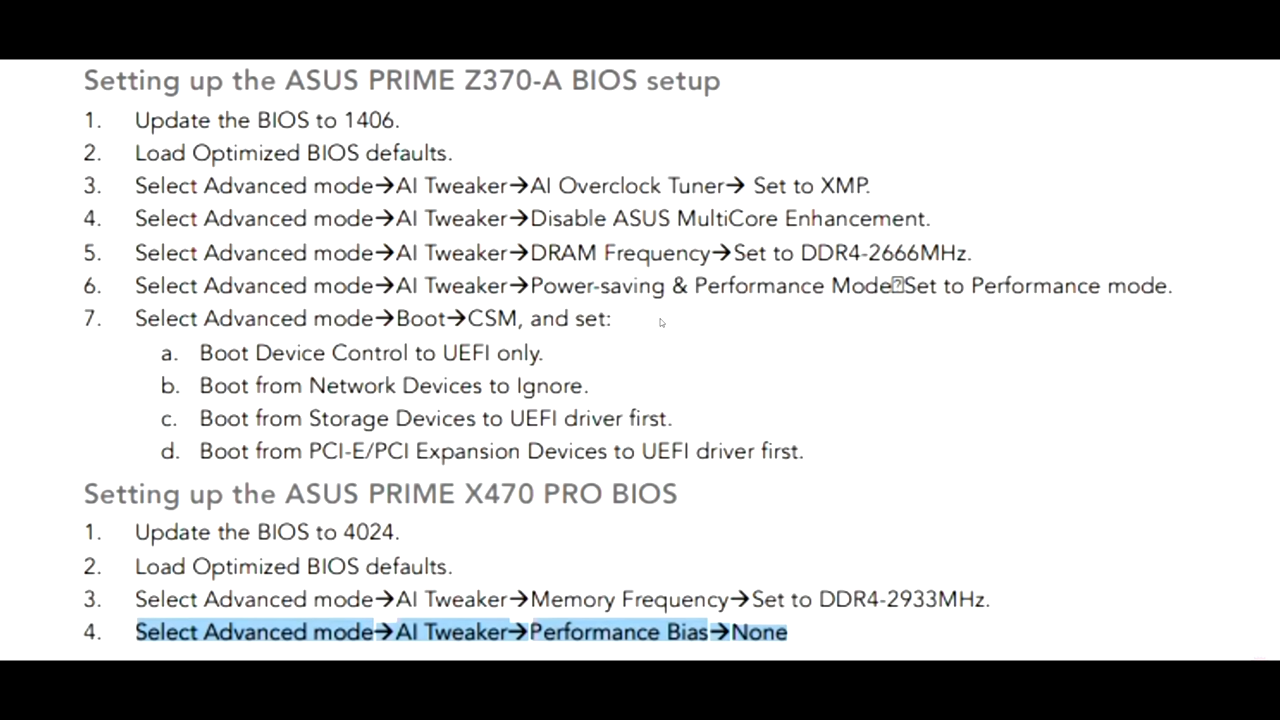 Setting up the ASUS PRIME Z370-A BIOS setup
1. Update the BIOS to 1406.
2. Load Optimized BIOS defaults.
3. Select Advanced mode→AI Tweaker→AI Overclock Tuner→ Set to XMP.
4. Select Advanced mode→AI Tweaker→Disable ASUS MultiCore Enhancement.
5. Select Advanced mode→AI Tweaker→DRAM Frequency→Set to DDR4-2666MHz.
6. Select Advanced mode→AI Tweaker→Power-saving & Performance Mode⍰Set to Performance mode.
7. Select Advanced mode→Boot→CSM, and set:
a. Boot Device Control to UEFI only.
b. Boot from Network Devices to Ignore.
c. Boot from Storage Devices to UEFI driver first.
d. Boot from PCI-E/PCI Expansion Devices to UEFI driver first.
Setting up the ASUS PRIME X470 PRO BIOS
1. Update the BIOS to 4024.
2. Load Optimized BIOS defaults.
3. Select Advanced mode→AI Tweaker→Memory Frequency→Set to DDR4-2933MHz.
4. Select Advanced mode→AI Tweaker→Performance Bias→None